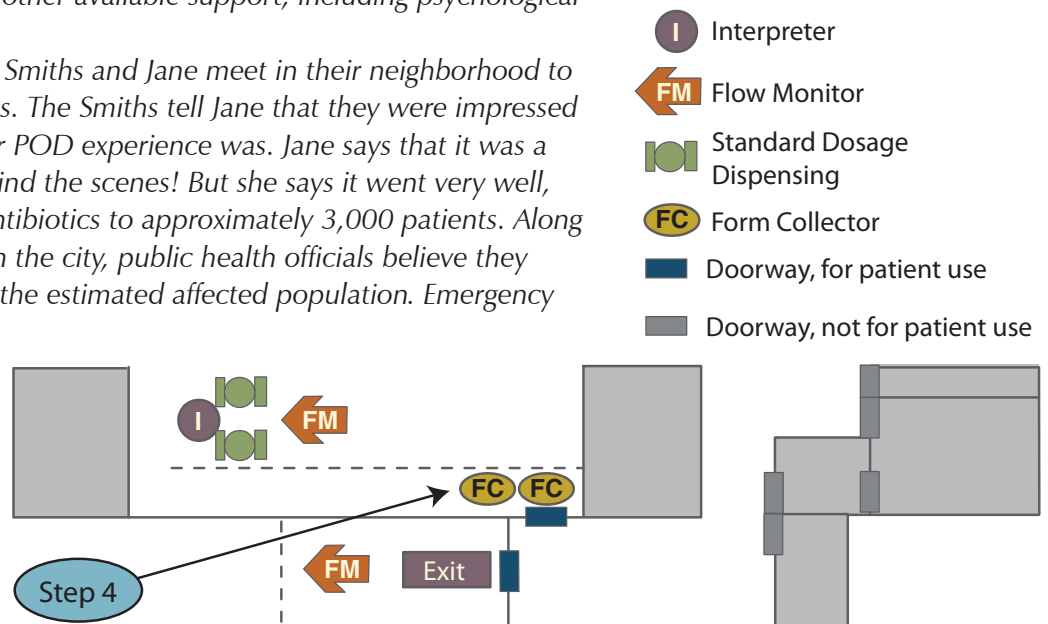 other available support, including psychological
Smiths and Jane meet in their neighborhood to
s. The Smiths tell Jane that they were impressed
r POD experience was. Jane says that it was a
ind the scenes! But she says it went very well,
ntibiotics to approximately 3,000 patients. Along
n the city, public health officials believe they
the estimated affected population. Emergency
I Interpreter
FM Flow Monitor
Standard Dosage
Dispensing
FC Form Collector
Doorway, for patient use
Doorway, not for patient use
I
FM
FC FC
FM
Exit
Step 4